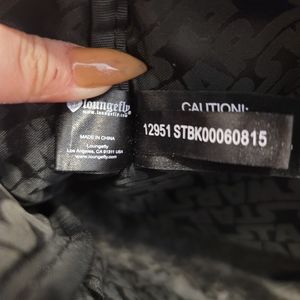 loungefly
www.loungefly.com
MADE IN CHINA
Loungefly
Los Angeles, CA 91311 USA
www.loungefly.com
CAUTION!:
12951 STBK00060815